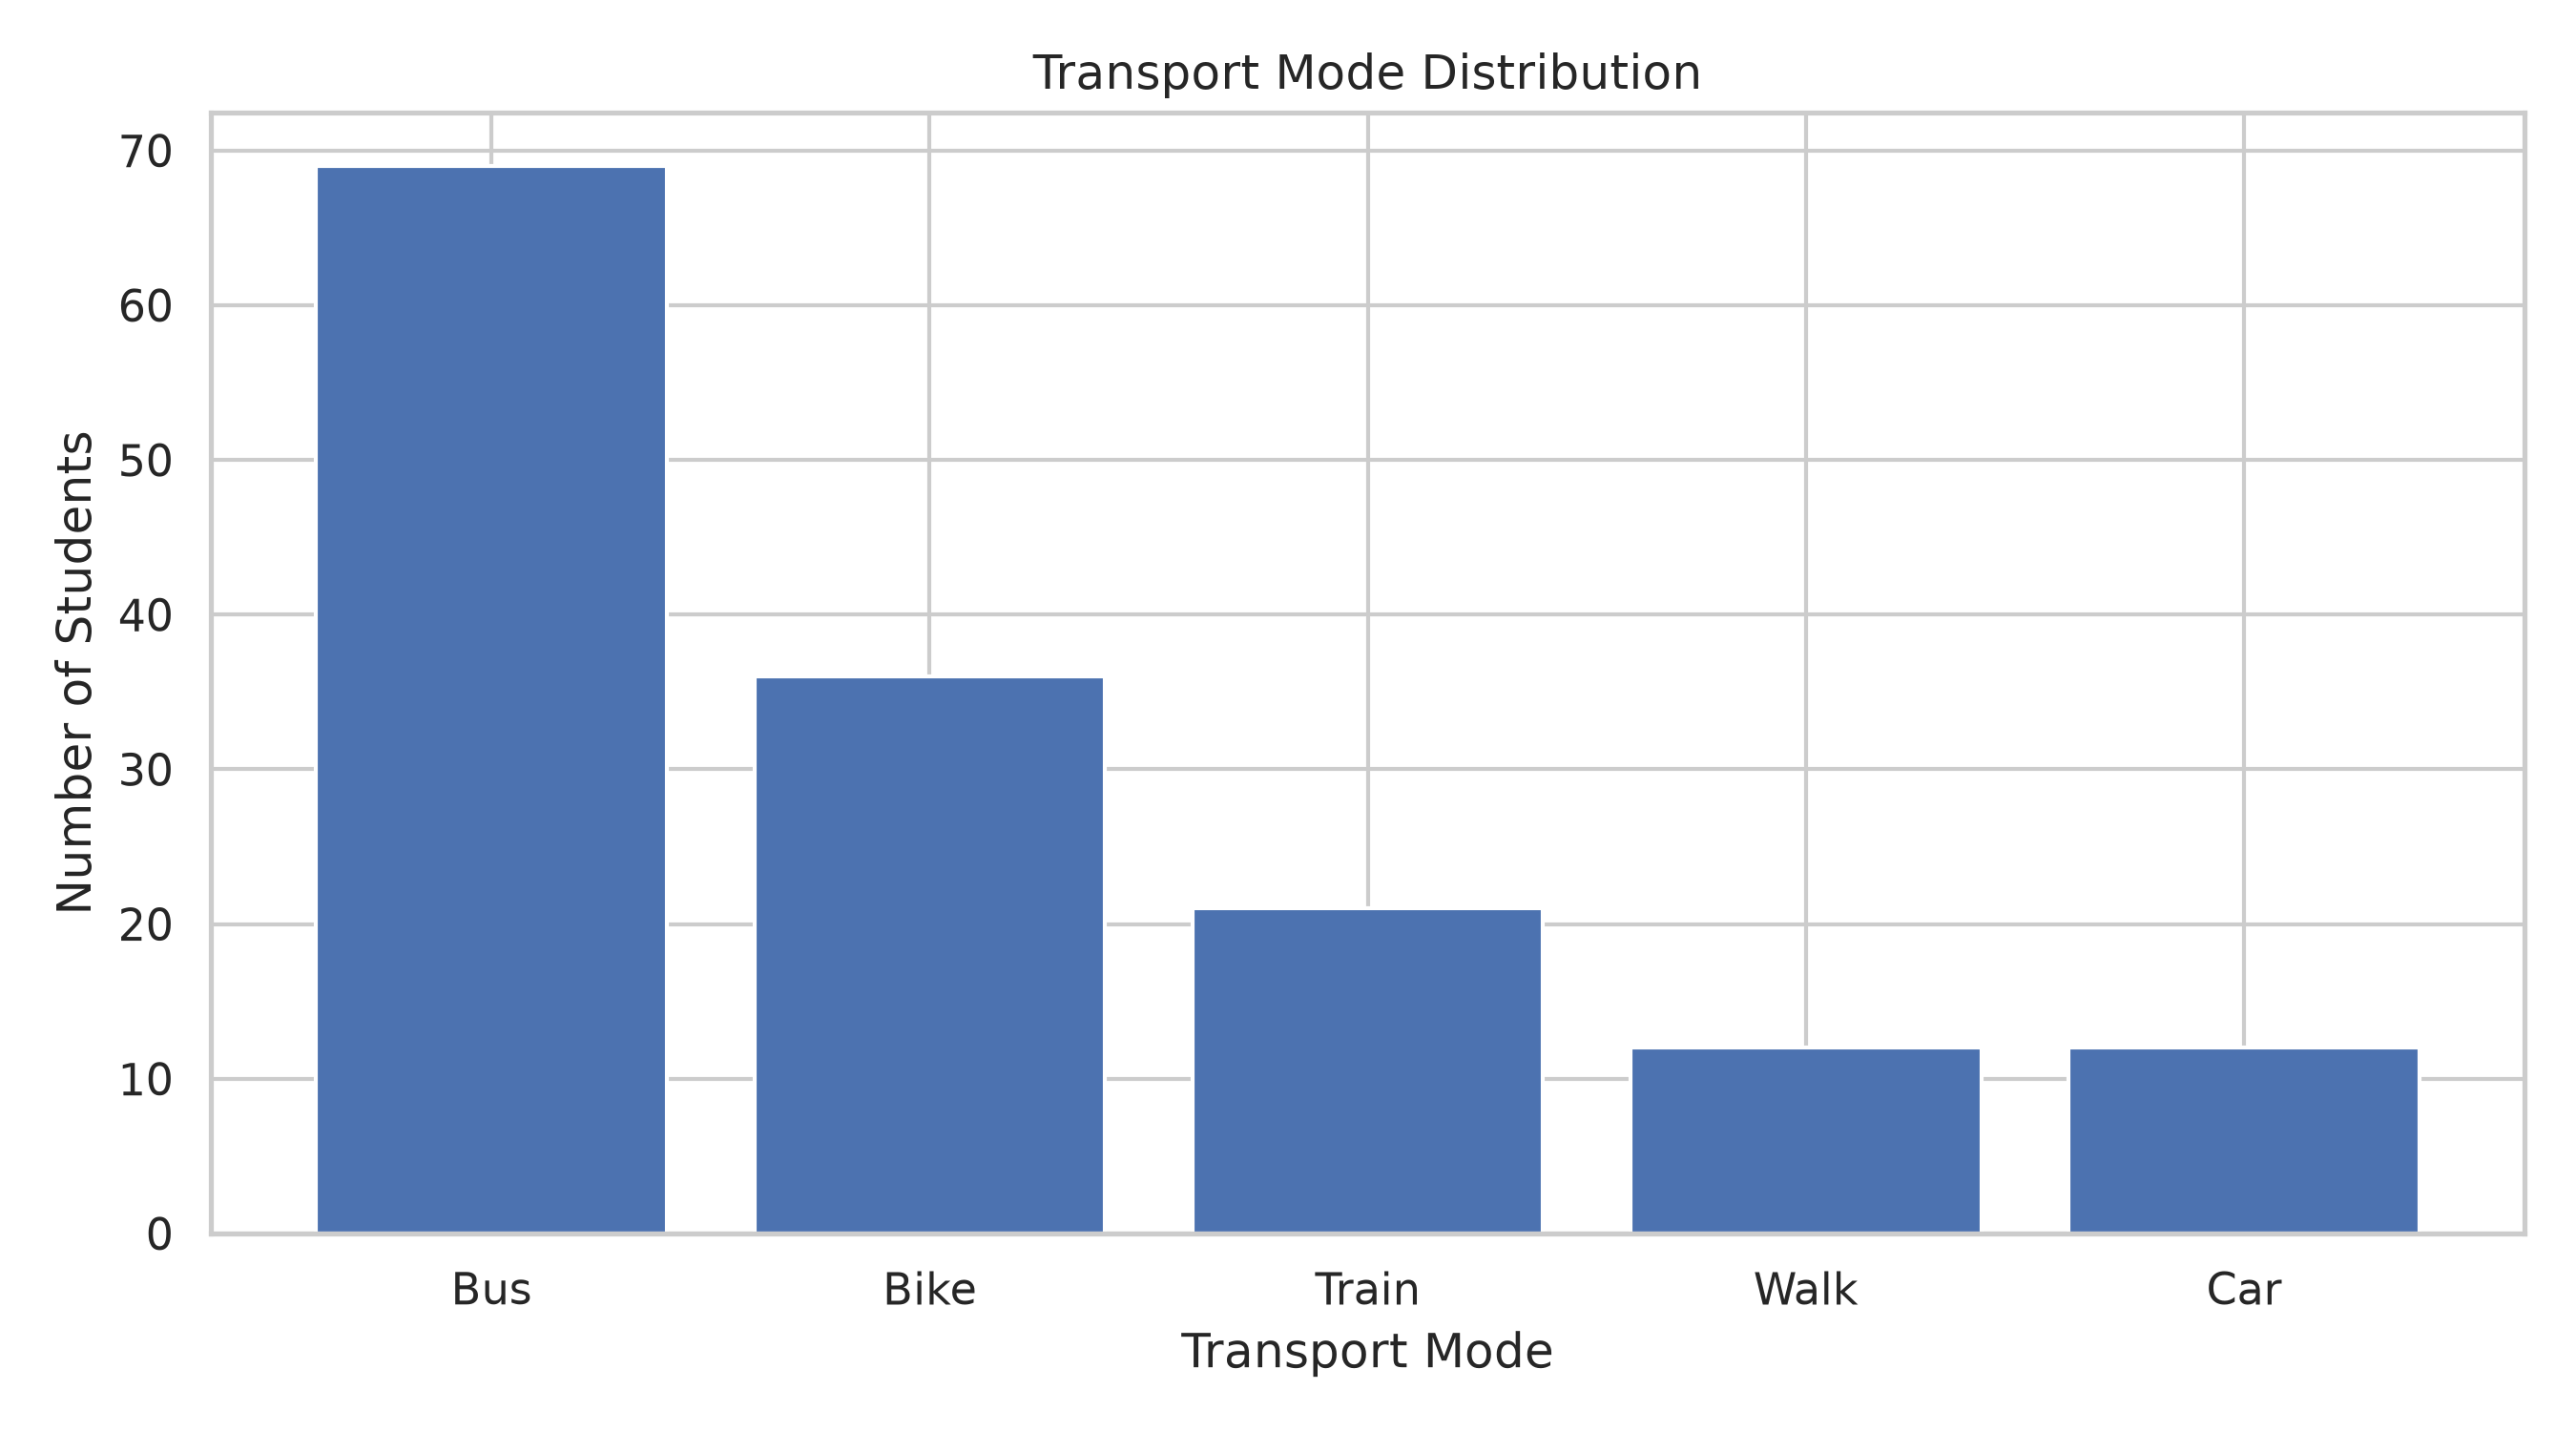 Transport Mode Distribution
Number of Students
70
60
50
40
30
20
10
0
Bus Bike Train Walk Car
Transport Mode